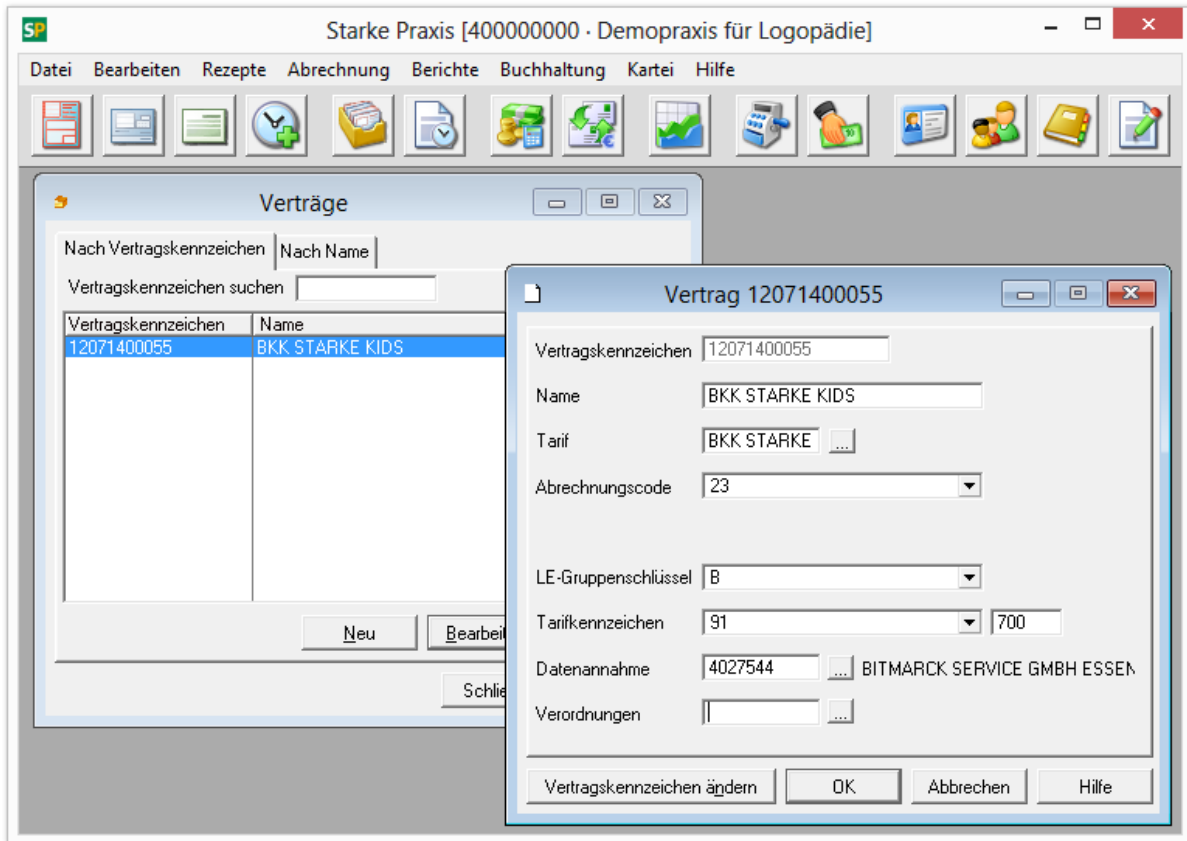 SP
Starke Praxis [400000000 · Demopraxis für Logopädie]
Datei Bearbeiten Rezepte Abrechnung Berichte Buchhaltung Kartei Hilfe
Verträge
Nach Vertragskennzeichen Nach Name
Vertragskennzeichen suchen
Vertragskennzeichen Name
12071400055 BKK STARKE KIDS
Neu Bearbei
Schlie
Vertrag 12071400055
Vertragskennzeichen 12071400055
Name BKK STARKE KIDS
Tarif BKK STARKE ...
Abrechnungscode 23
LE-Gruppenschlüssel B
Tarifkennzeichen 91 700
Datenannahme 4027544 ... BITMARCK SERVICE GMBH ESSEN
Verordnungen ...
Vertragskennzeichen ändern OK Abbrechen Hilfe